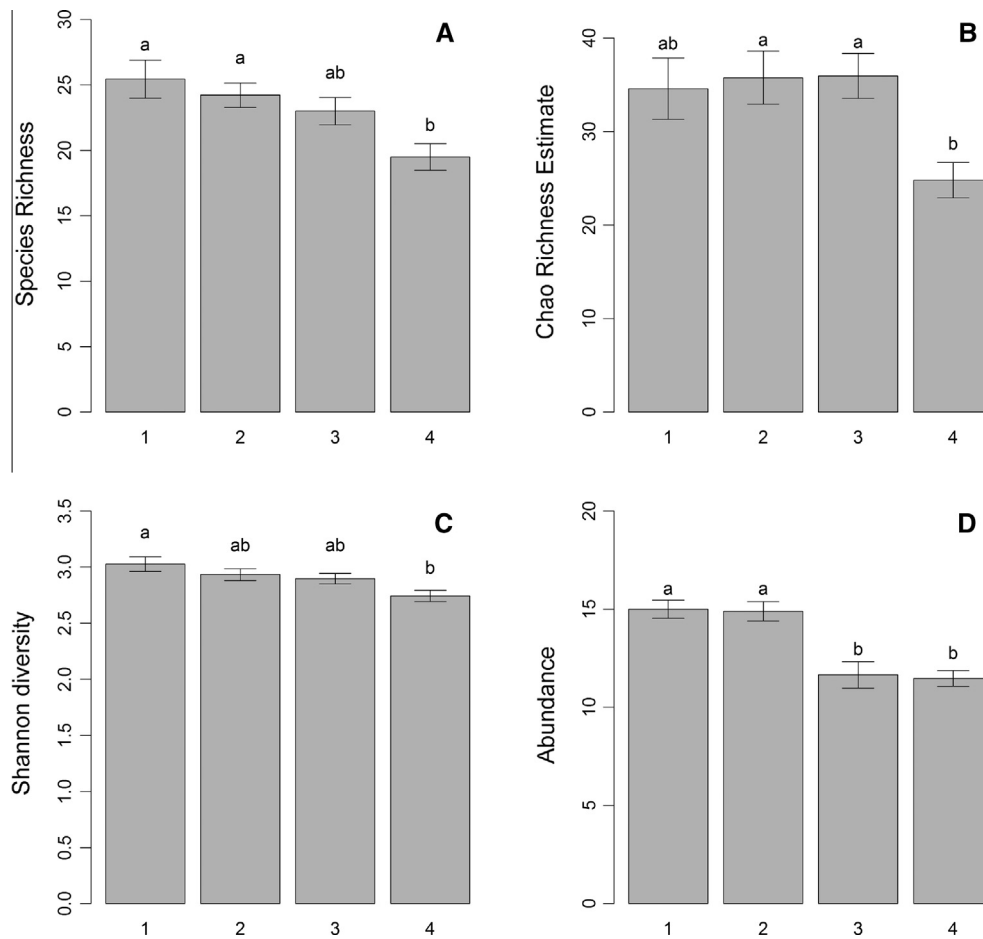 A
Species Richness
30
25
20
15
10
5
0
a
a
ab
b
1 2 3 4
B
Chao Richness Estimate
40
30
20
10
0
ab
a
a
b
1 2 3 4
C
Shannon diversity
3.5
3.0
2.5
2.0
1.5
1.0
0.5
0.0
a
ab
ab
b
1 2 3 4
D
Abundance
20
15
10
5
0
a
a
b
b
1 2 3 4